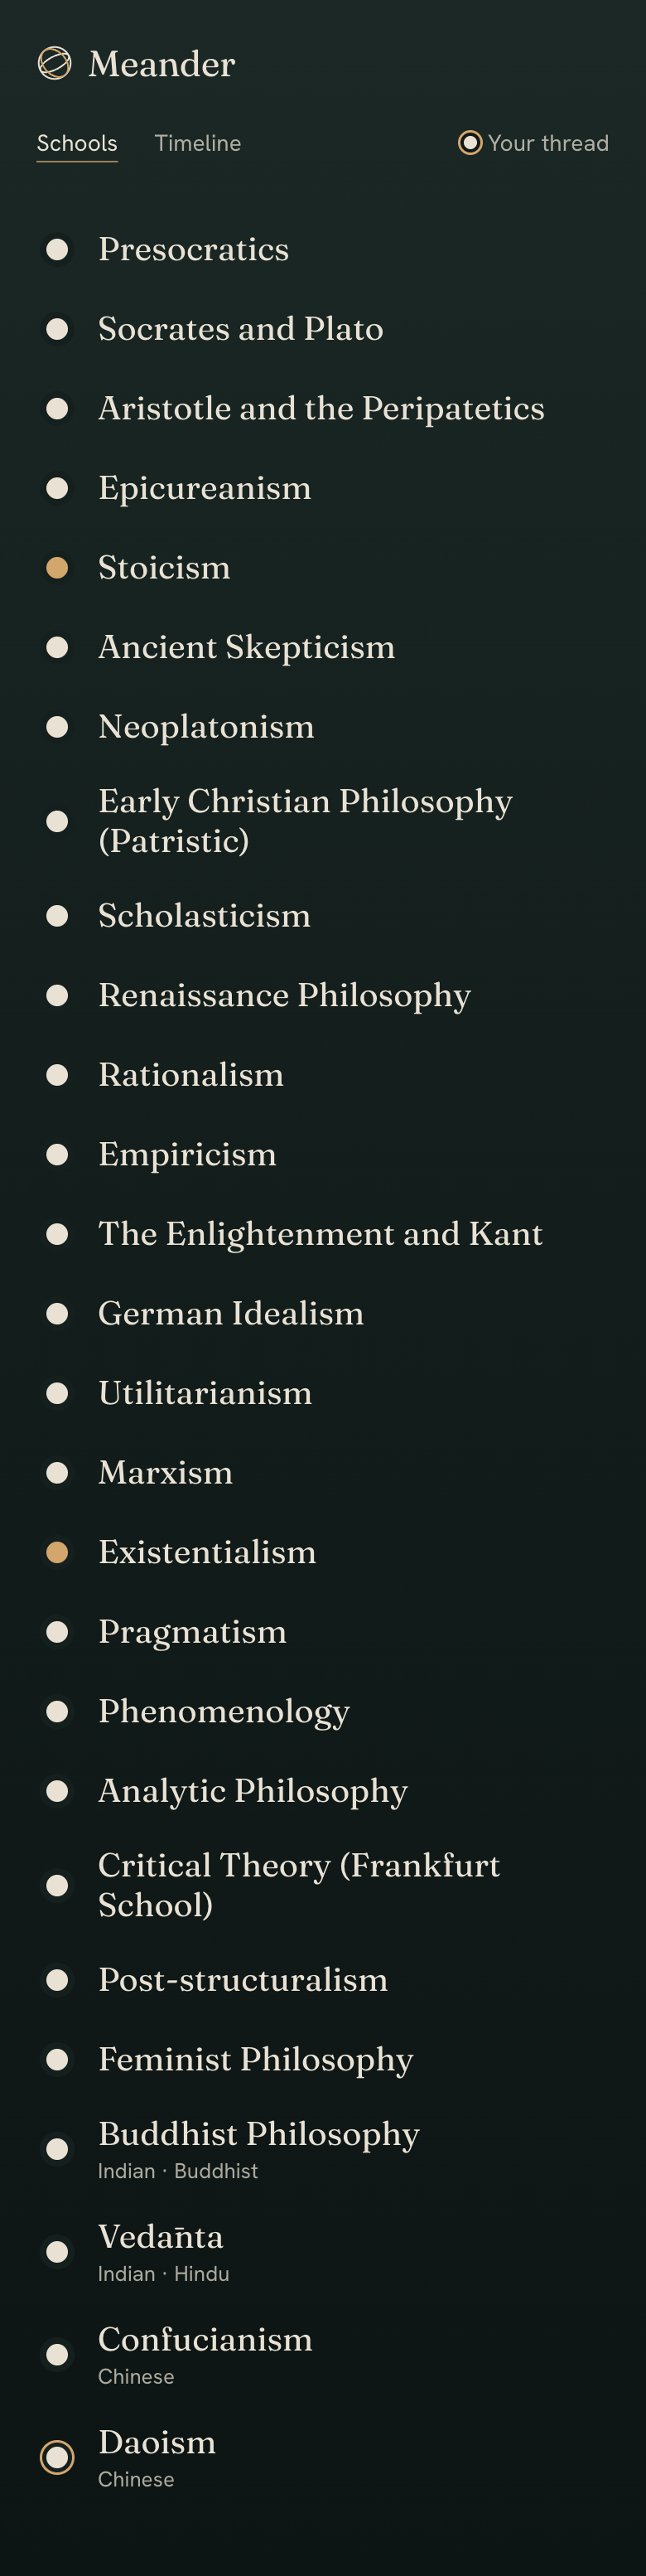 Meander
Schools
Timeline
Your thread
Presocratics
Socrates and Plato
Aristotle and the Peripatetics
Epicureanism
Stoicism
Ancient Skepticism
Neoplatonism
Early Christian Philosophy
(Patristic)
Scholasticism
Renaissance Philosophy
Rationalism
Empiricism
The Enlightenment and Kant
German Idealism
Utilitarianism
Marxism
Existentialism
Pragmatism
Phenomenology
Analytic Philosophy
Critical Theory (Frankfurt
School)
Post-structuralism
Feminist Philosophy
Buddhist Philosophy
Indian · Buddhist
Vedān̄ta
Indian · Hindu
Confucianism
Chinese
Daoism
Chinese